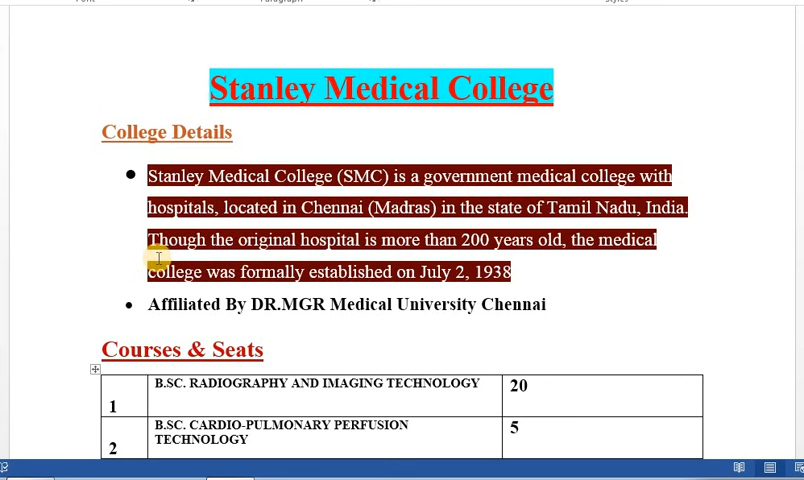 Stanley Medical College
College Details
Stanley Medical College (SMC) is a government medical college with
hospitals, located in Chennai (Madras) in the state of Tamil Nadu, India.
Though the original hospital is more than 200 years old, the medical
college was formally established on July 2, 1938
Affiliated By DR.MGR Medical University Chennai
Courses & Seats
1 B.SC. RADIOGRAPHY AND IMAGING TECHNOLOGY 20
2 B.SC. CARDIO-PULMONARY PERFUSION
TECHNOLOGY 5